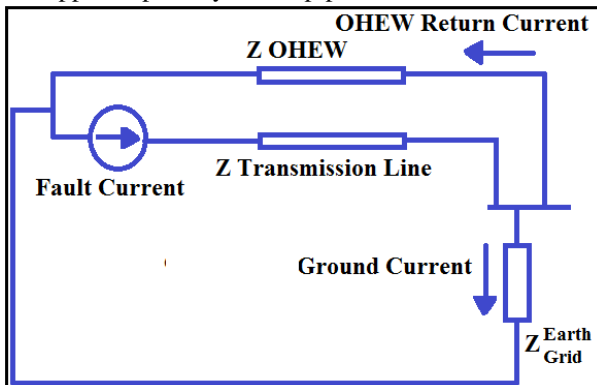 OHEW Return Current
Z OHEW
Z Transmission Line
Fault Current
Ground Current
Z Earth
Grid